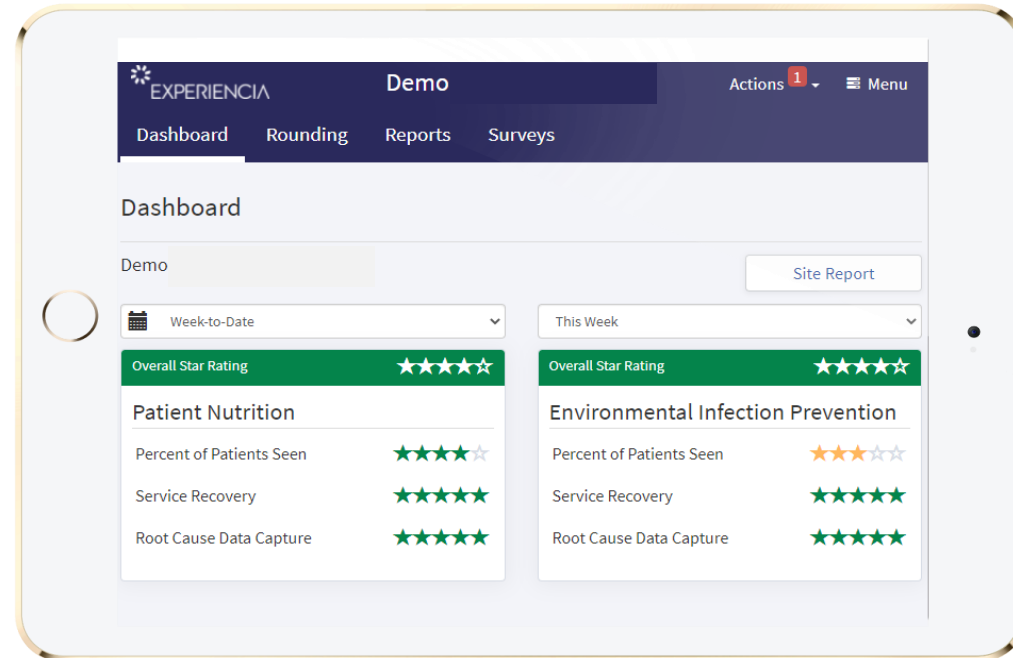 EXPERIENCIA
Demo
Actions 1
Menu
Dashboard Rounding Reports Surveys
Dashboard
Demo
Site Report
Week-to-Date
This Week
Overall Star Rating
Patient Nutrition
Percent of Patients Seen
Service Recovery
Root Cause Data Capture
Overall Star Rating
Environmental Infection Prevention
Percent of Patients Seen
Service Recovery
Root Cause Data Capture